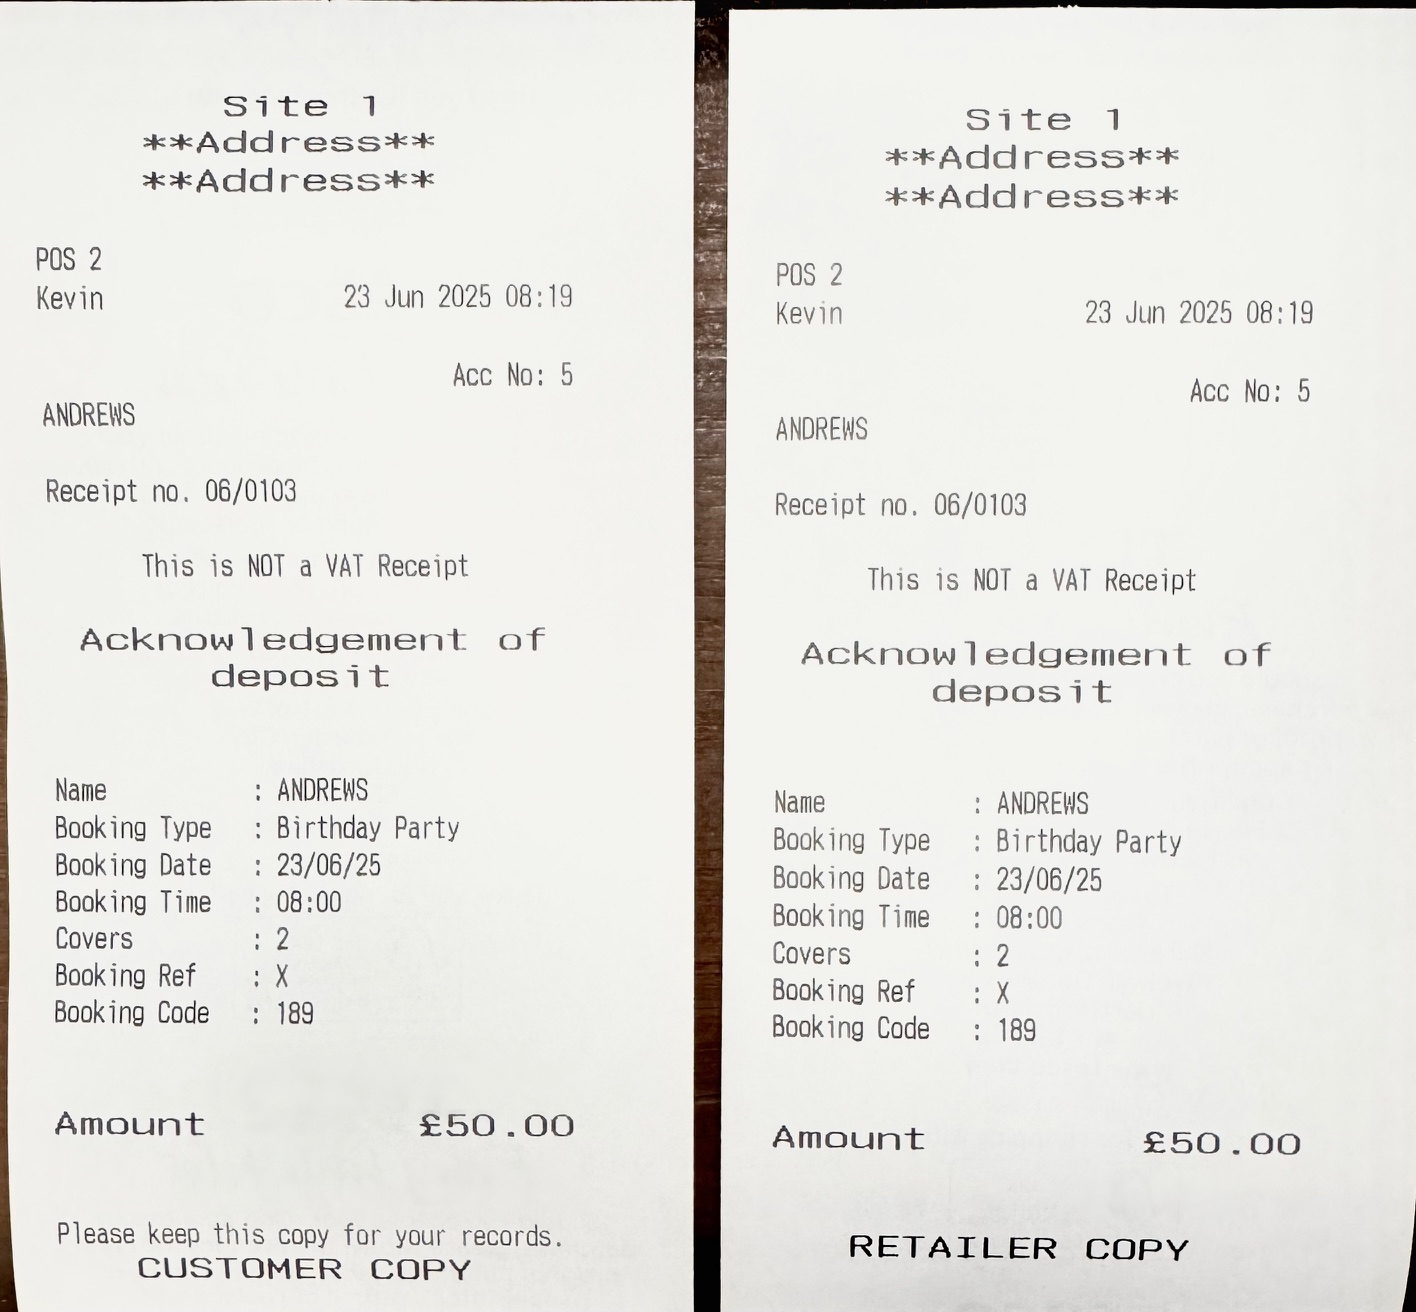 Site 1
**Address**
**Address**
POS 2
Kevin 23 Jun 2025 08:19
Acc No: 5
ANDREWS
Receipt no. 06/0103
This is NOT a VAT Receipt
Acknowledgement of
deposit
Name : ANDREWS
Booking Type : Birthday Party
Booking Date : 23/06/25
Booking Time : 08:00
Covers : 2
Booking Ref : X
Booking Code : 189
Amount £50.00
Please keep this copy for your records.
CUSTOMER COPY
Site 1
**Address**
**Address**
POS 2
Kevin 23 Jun 2025 08:19
Acc No: 5
ANDREWS
Receipt no. 06/0103
This is NOT a VAT Receipt
Acknowledgement of
deposit
Name : ANDREWS
Booking Type : Birthday Party
Booking Date : 23/06/25
Booking Time : 08:00
Covers : 2
Booking Ref : X
Booking Code : 189
Amount £50.00
RETAILER COPY